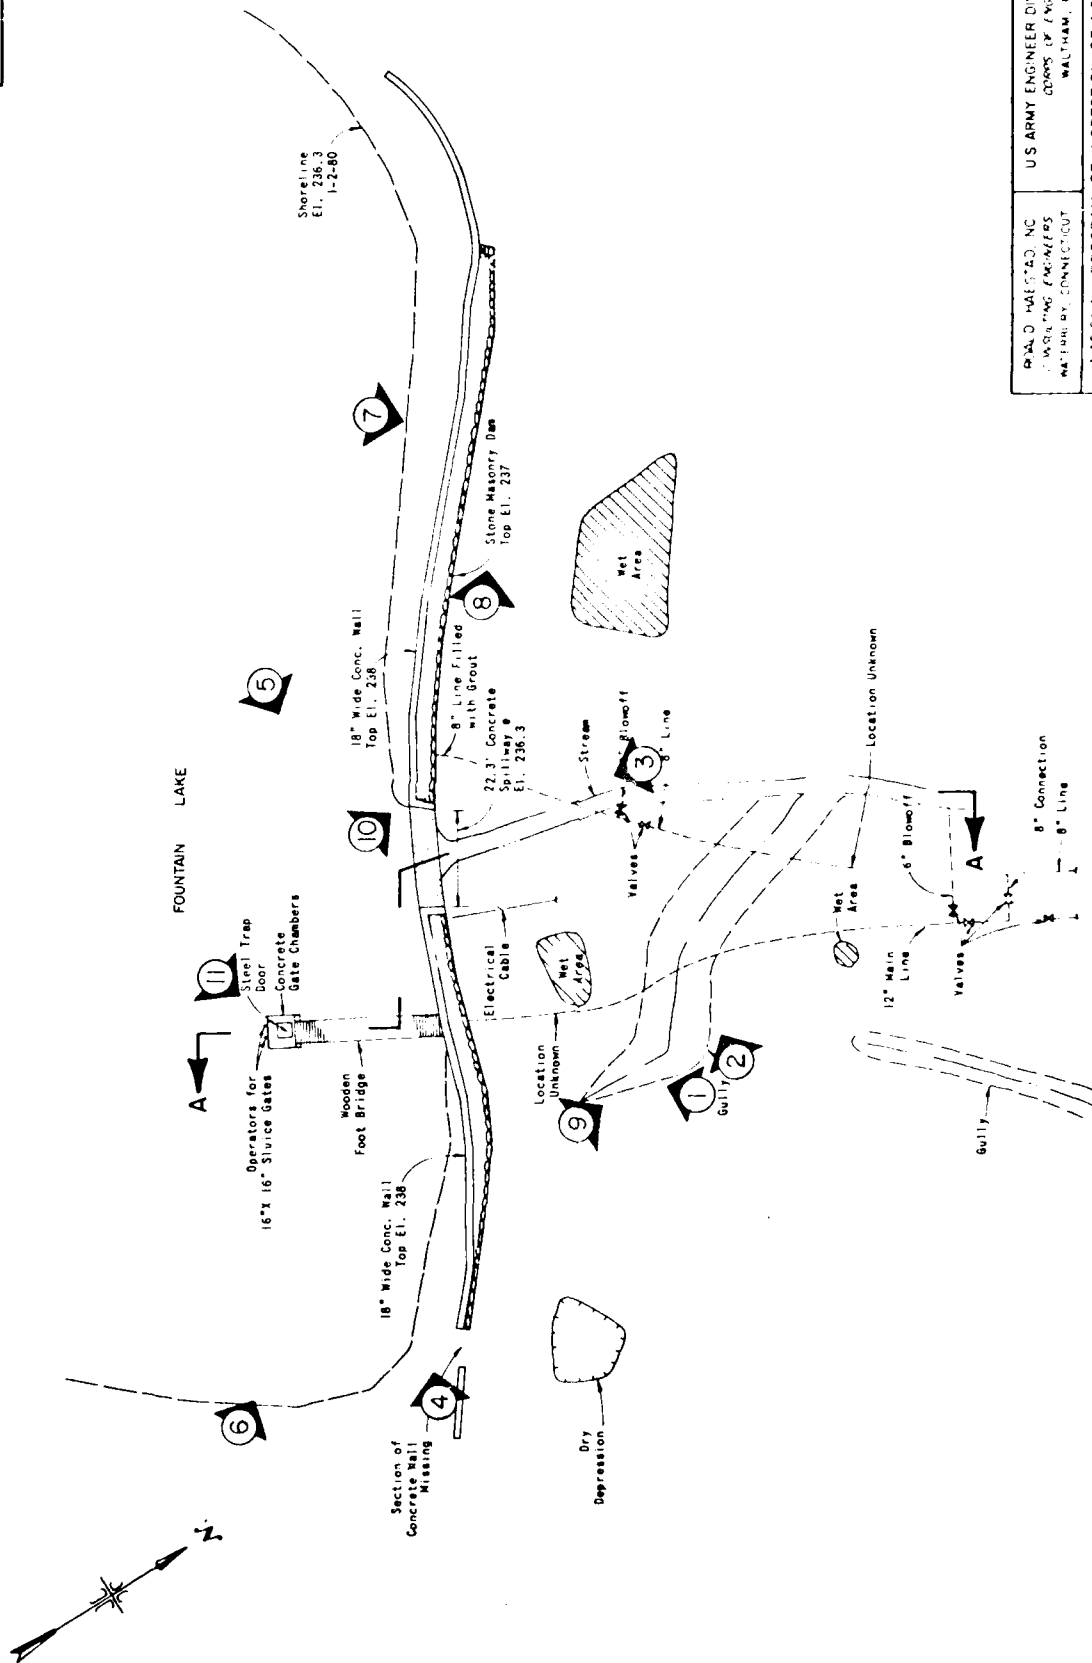 FOUNTAIN LAKE
Shoreline
El. 236.3
1-2-80
7
5
10
11
Steel Trap
Door
Concrete
Gate Chambers
A
Operators for
16"X 16" Sluice Gates
Wooden
Foot Bridge
18" Wide Conc. Wall
Top El. 238
18" Wide Conc. Wall
Top El. 238
6
4
Section of
Concrete Wall
Missing
N
Stone Masonry Dam
Top El. 237
8
8" Line Filled
with Grout
22.3' Concrete
Spillway @
El. 236.3
Electrical
Cable
Wet
Area
Stream
Blowoff
8" Line
3
Valves
Wet
Area
Location
Unknown
9
1
2
Gully
Dry
Depression
Location Unknown
Wet
Area
6" Blowoff
12" Main
Line
Valves
A
8" Connection
8" Line
Gully
WATERBURY, CONNECTICUT
US ARMY ENGINEER
CORPS OF
WALTHAM,